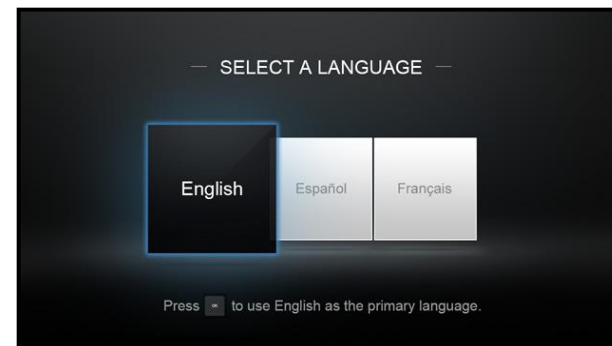 SELECT A LANGUAGE
English
Español
Français
Press to use English as the primary language.